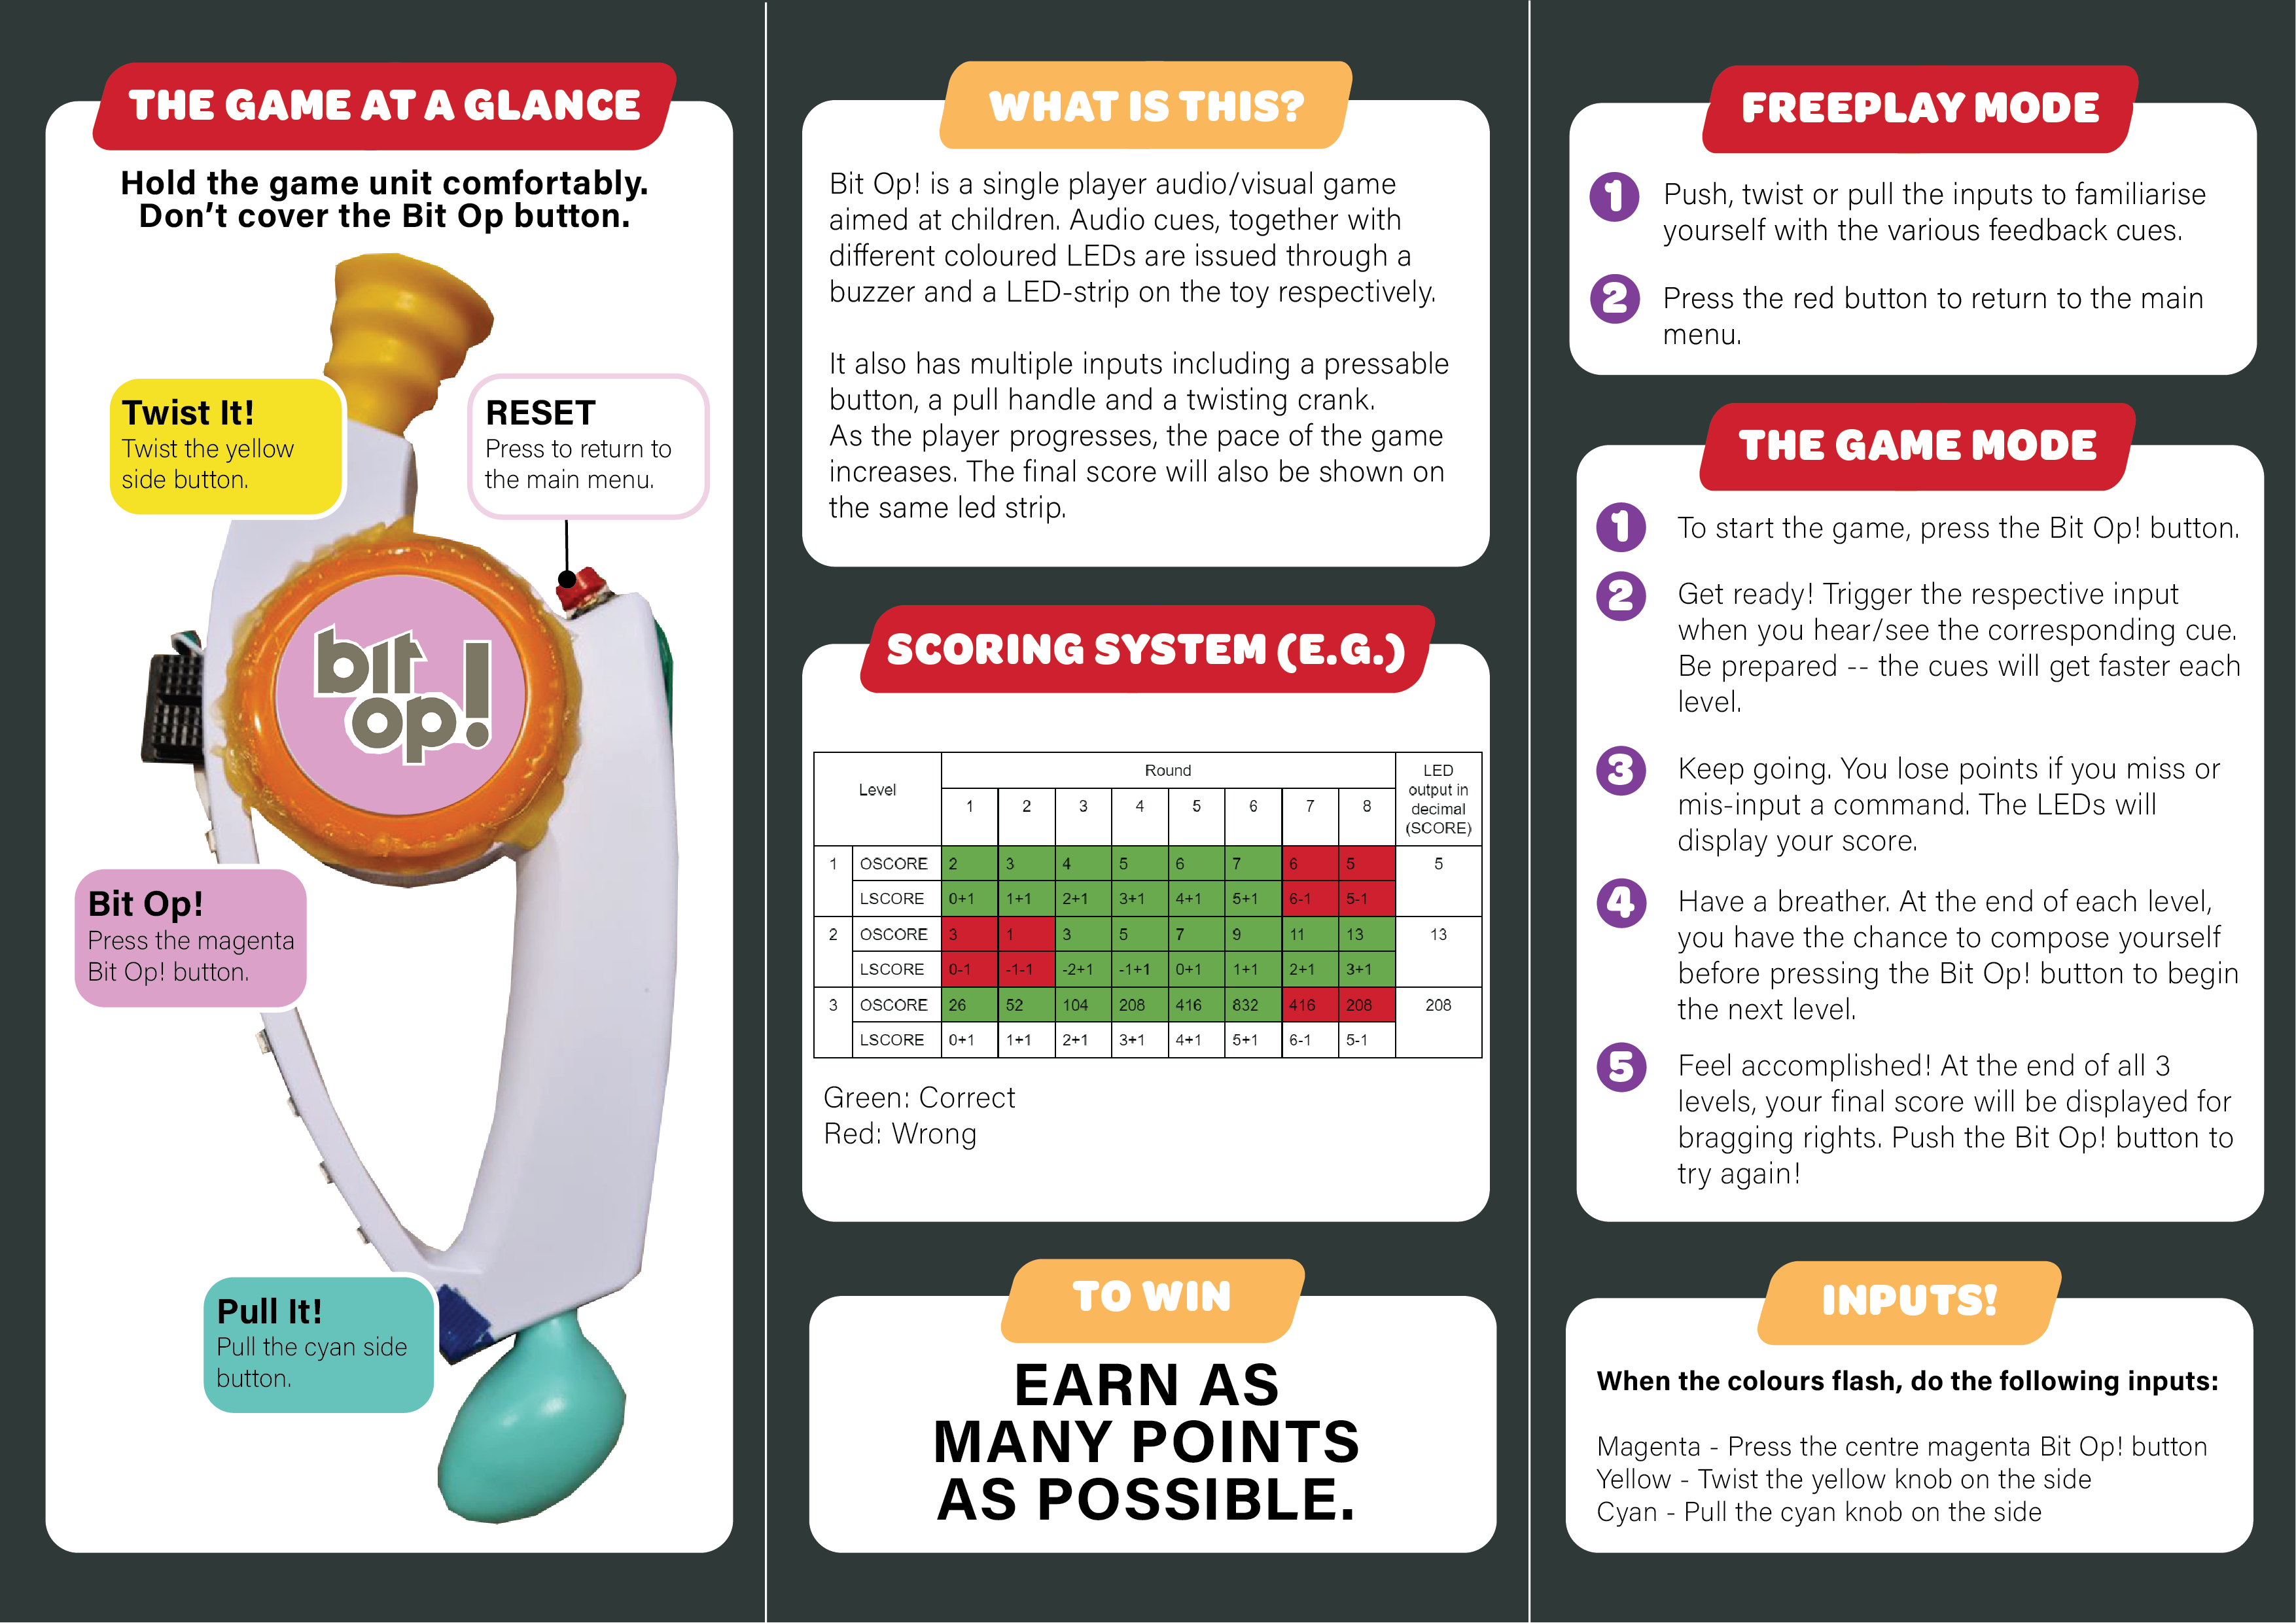 THE GAME AT A GLANCE
Hold the game unit comfortably.
Don't cover the Bit Op button.
Twist It!
Twist the yellow
side button.
RESET
Press to return to
the main menu.
bit
op!
Bit Op!
Press the magenta
Bit Op! button.
Pull It!
Pull the cyan side
button.
WHAT IS THIS?
Bit Op! is a single player audio/visual game
aimed at children. Audio cues, together with
different coloured LEDs are issued through a
buzzer and a LED-strip on the toy respectively.
It also has multiple inputs including a pressable
button, a pull handle and a twisting crank.
As the player progresses, the pace of the game
increases. The final score will also be shown on
the same led strip.
SCORING SYSTEM (E.G.)
Level
Round
LED
output in
decimal
(SCORE)
1 2 3 4 5 6 7 8
1 OSCORE 2 3 4 5 6 7 6 5 5
LSCORE 0+1 1+1 2+1 3+1 4+1 5+1 6-1 5-1
2 OSCORE 3 1 3 5 7 9 11 13 13
LSCORE 0-1 -1-1 -2+1 -1+1 0+1 1+1 2+1 3+1
3 OSCORE 26 52 104 208 416 832 416 208 208
LSCORE 0+1 1+1 2+1 3+1 4+1 5+1 6-1 5-1
Green: Correct
Red: Wrong
TO WIN
EARN AS
MANY POINTS
AS POSSIBLE.
FREEPLAY MODE
1 Push, twist or pull the inputs to familiarise
yourself with the various feedback cues.
2 Press the red button to return to the main
menu.
THE GAME MODE
1 To start the game, press the Bit Op! button.
2 Get ready! Trigger the respective input
when you hear/see the corresponding cue.
Be prepared -- the cues will get faster each
level.
3 Keep going. You lose points if you miss or
mis-input a command. The LEDs will
display your score.
4 Have a breather. At the end of each level,
you have the chance to compose yourself
before pressing the Bit Op! button to begin
the next level.
5 Feel accomplished! At the end of all 3
levels, your final score will be displayed for
bragging rights. Push the Bit Op! button to
try again!
INPUTS!
When the colours flash, do the following inputs:
Magenta - Press the centre magenta Bit Op! button
Yellow - Twist the yellow knob on the side
Cyan - Pull the cyan knob on the side